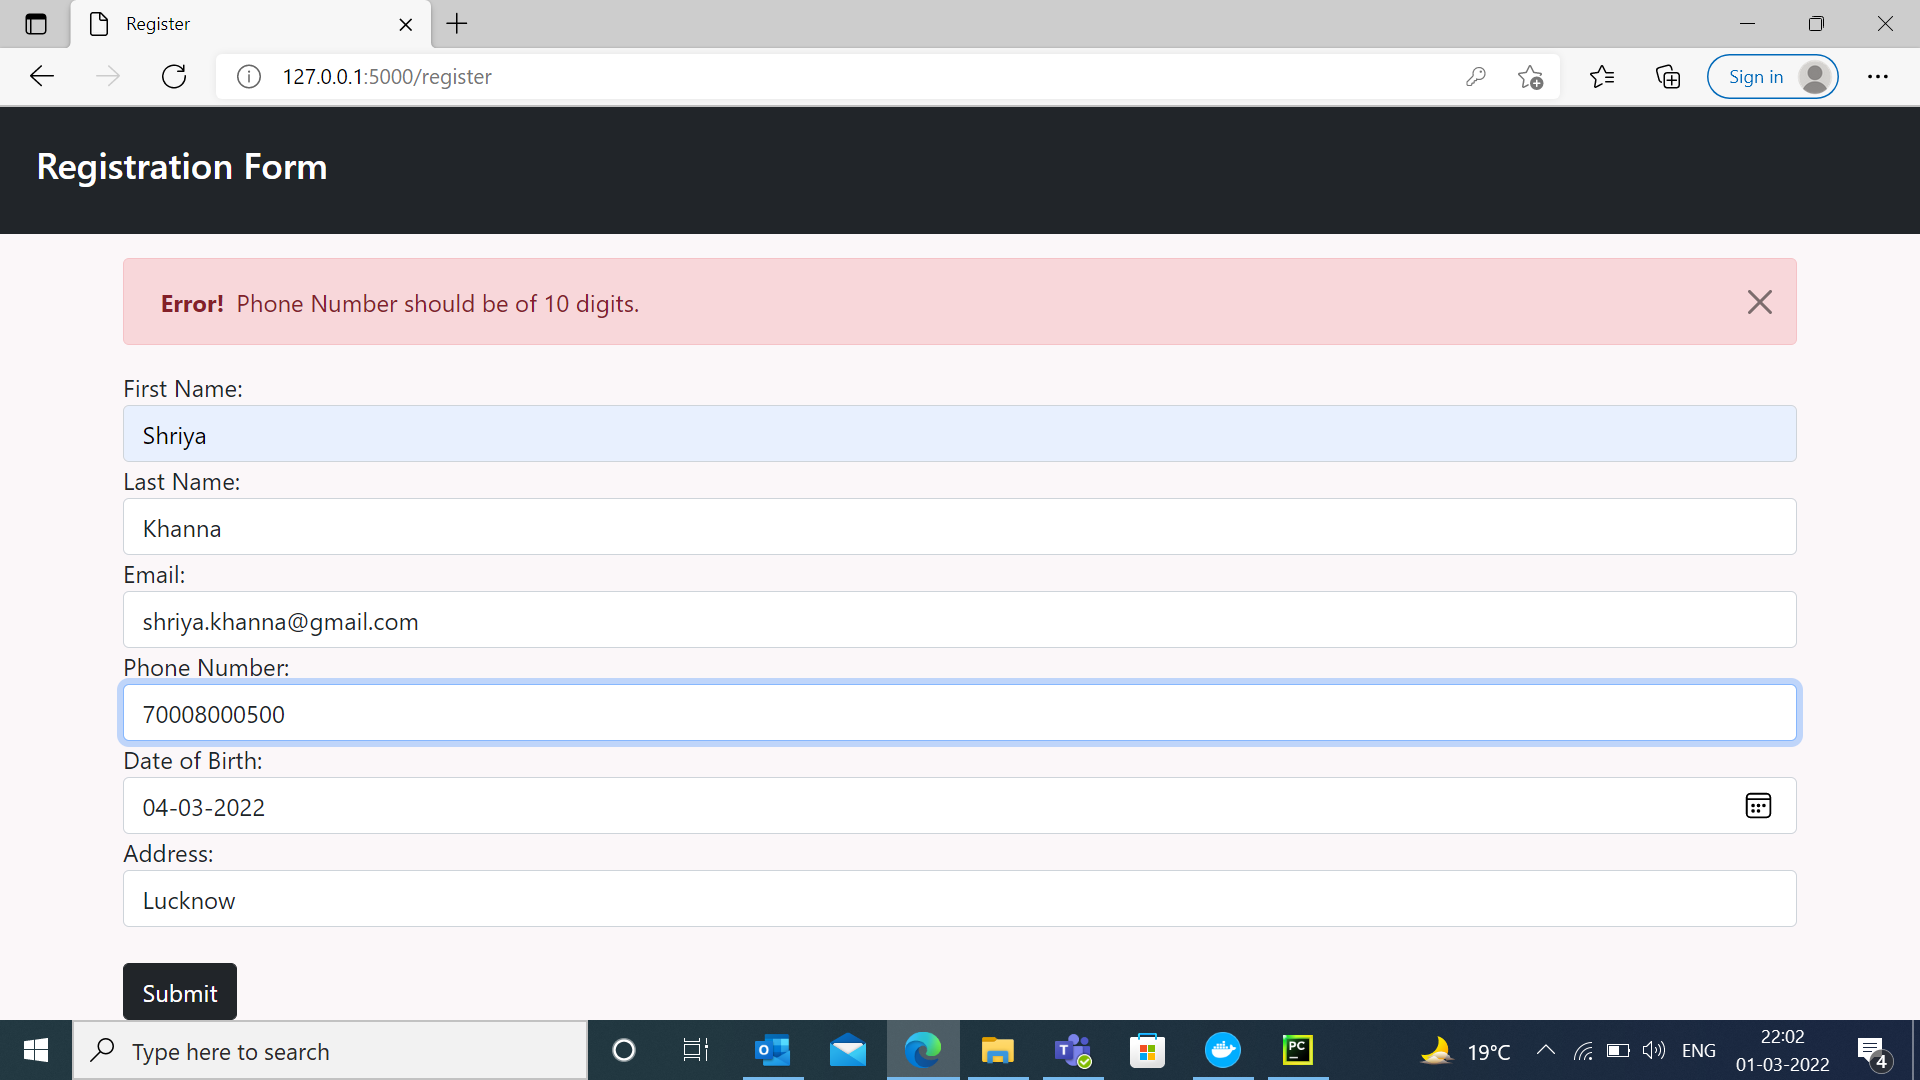 Register
127.0.0.1:5000/register
Sign in
Registration Form
Error! Phone Number should be of 10 digits.
First Name:
Shriya
Last Name:
Khanna
Email:
shriya.khanna@gmail.com
Phone Number:
70008000500
Date of Birth:
04-03-2022
Address:
Lucknow
Submit
Type here to search
O
T
PC
19°C
ENG
22:02
01-03-2022
4